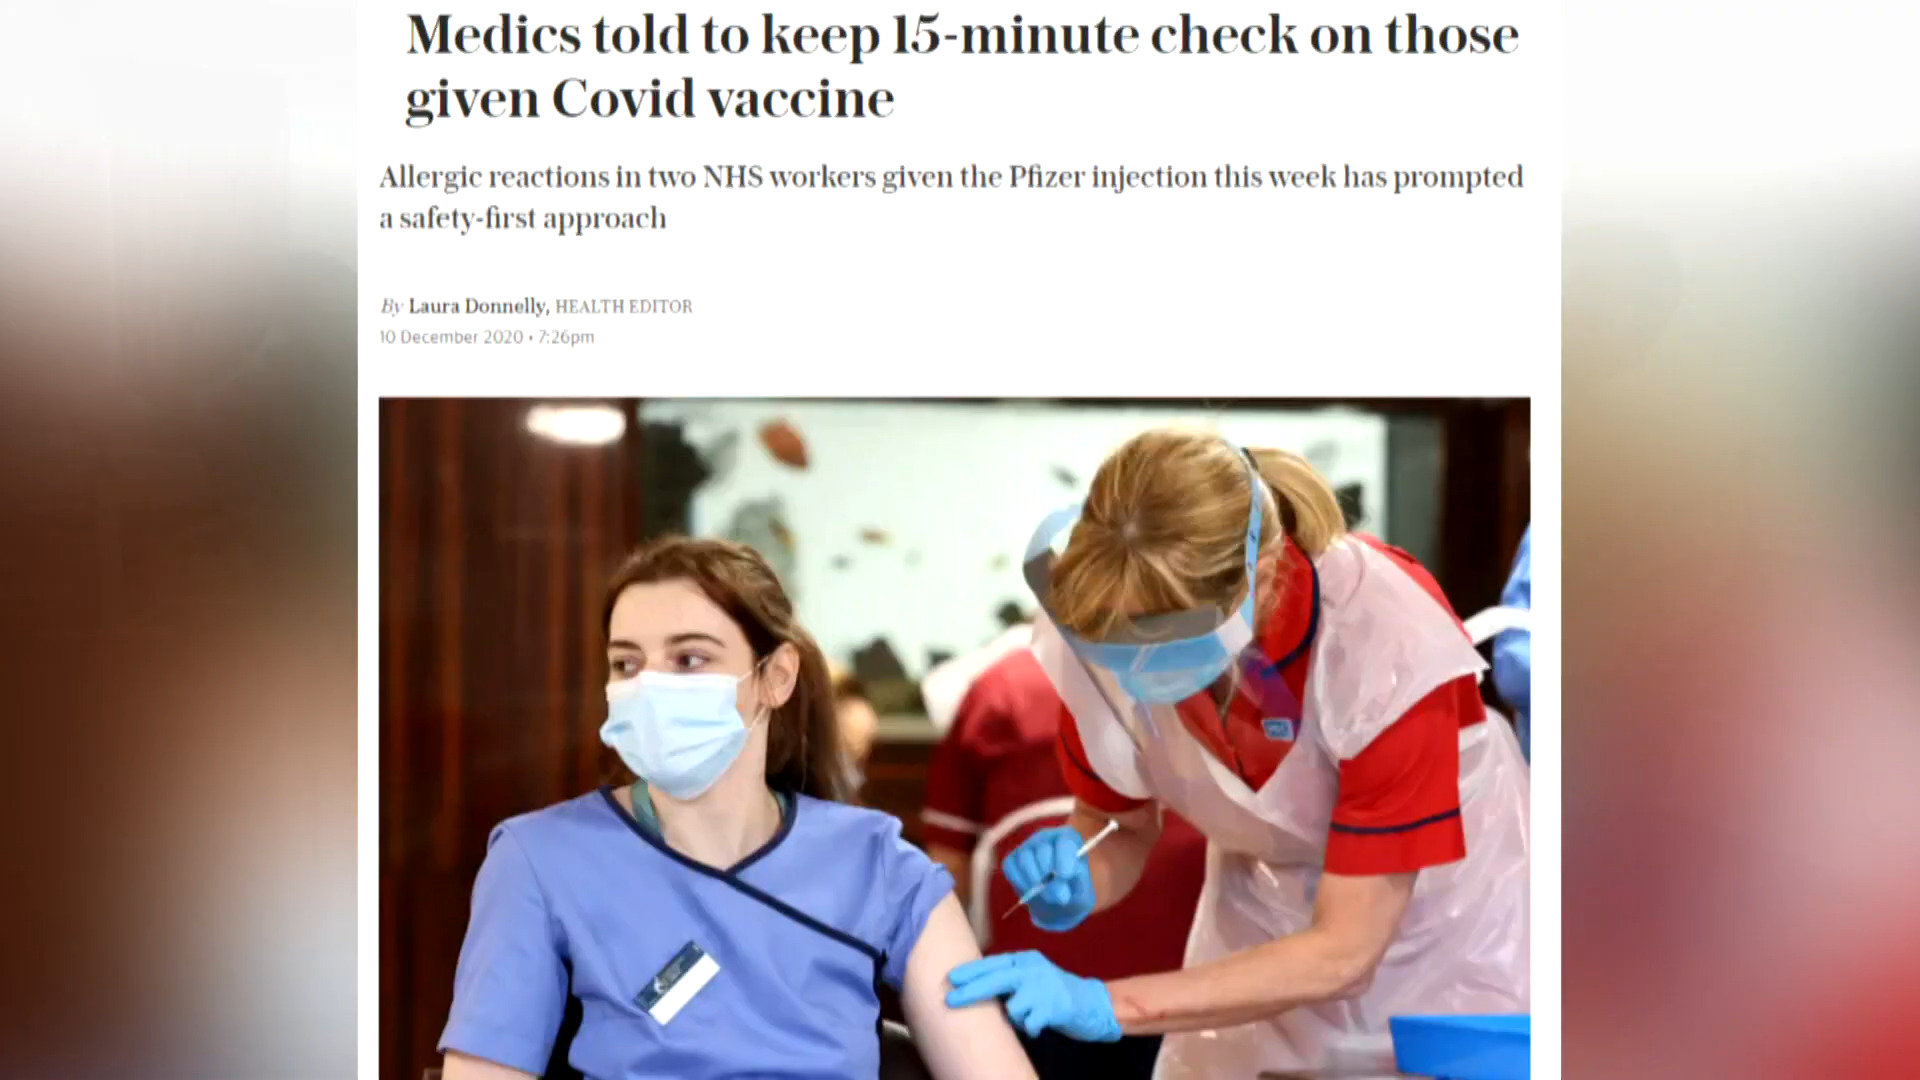 Medics told to keep 15-minute check on those
given Covid vaccine
Allergic reactions in two NHS workers given the Pfizer injection this week has prompted
a safety-first approach
By Laura Donnelly, HEALTH EDITOR
10 December 2020 • 7:26pm